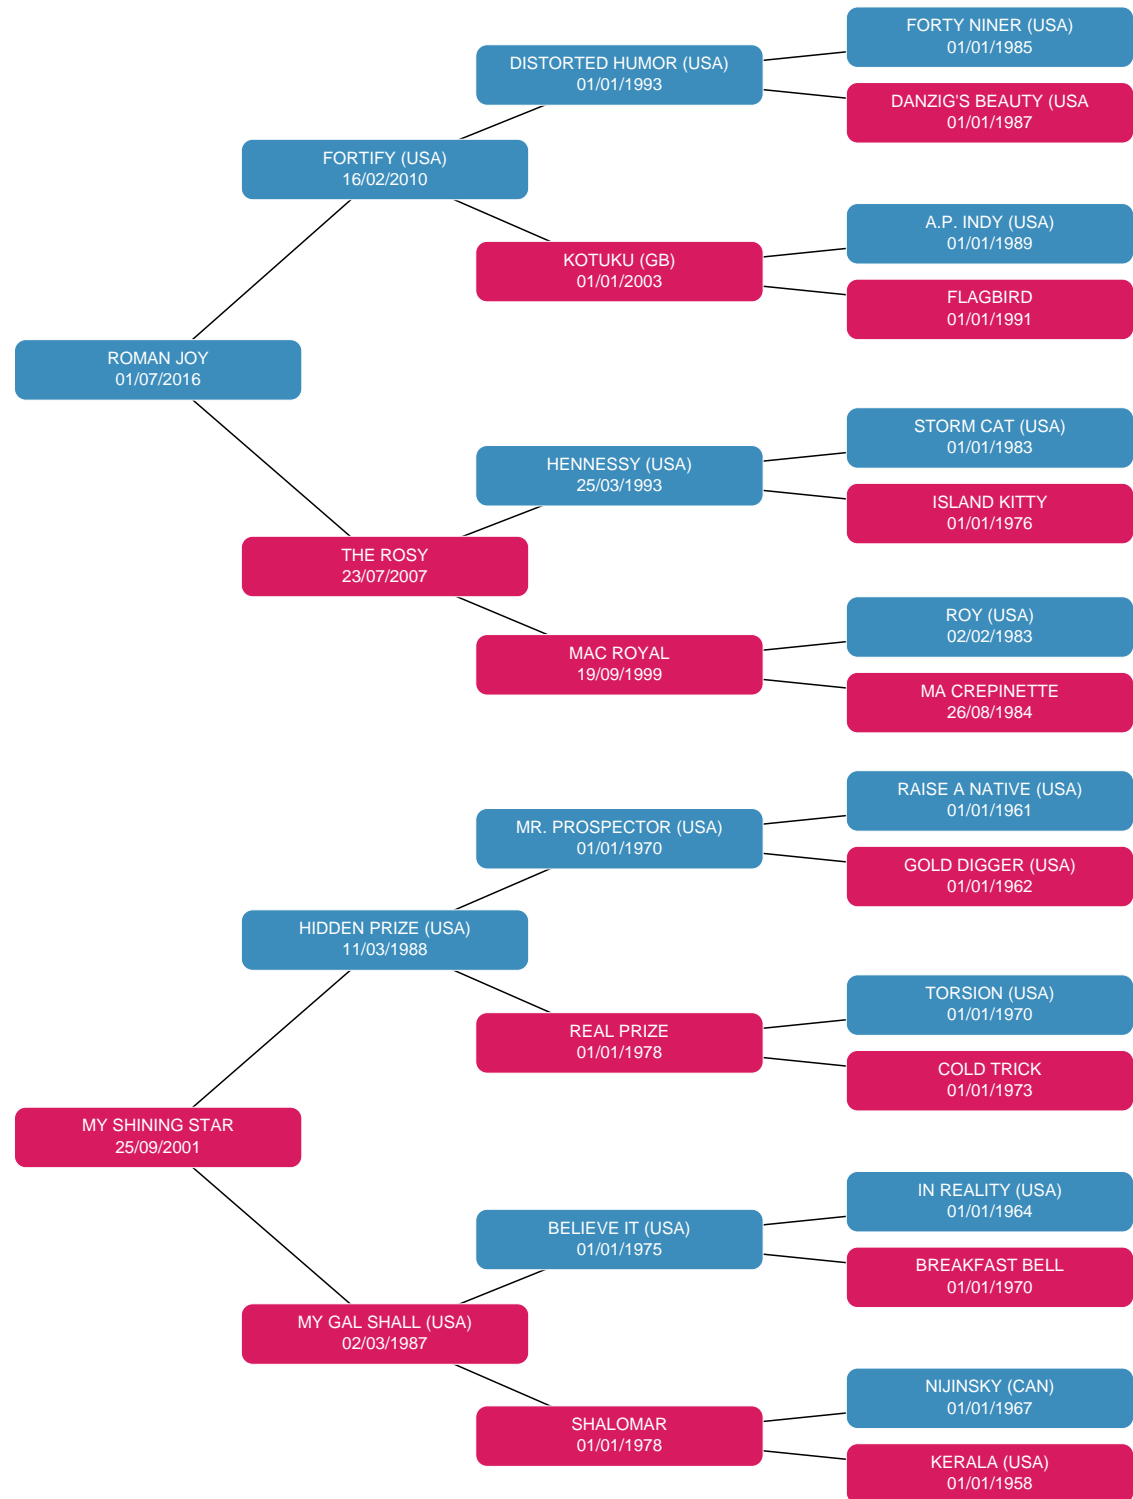 FORTY NINER (USA)
01/01/1985
DISTORTED HUMOR (USA)
01/01/1993
DANZIG'S BEAUTY (USA
01/01/1987
FORTIFY (USA)
16/02/2010
A.P. INDY (USA)
01/01/1989
KOTUKU (GB)
01/01/2003
FLAGBIRD
01/01/1991
ROMAN JOY
01/07/2016
STORM CAT (USA)
01/01/1983
HENNESSY (USA)
25/03/1993
ISLAND KITTY
01/01/1976
THE ROSY
23/07/2007
ROY (USA)
02/02/1983
MAC ROYAL
19/09/1999
MA CREPINETTE
26/08/1984
RAISE A NATIVE (USA)
01/01/1961
MR. PROSPECTOR (USA)
01/01/1970
GOLD DIGGER (USA)
01/01/1962
HIDDEN PRIZE (USA)
11/03/1988
TORSION (USA)
01/01/1970
REAL PRIZE
01/01/1978
COLD TRICK
01/01/1973
MY SHINING STAR
25/09/2001
IN REALITY (USA)
01/01/1964
BELIEVE IT (USA)
01/01/1975
BREAKFAST BELL
01/01/1970
MY GAL SHALL (USA)
02/03/1987
NIJINSKY (CAN)
01/01/1967
SHALOMAR
01/01/1978
KERALA (USA)
01/01/1958